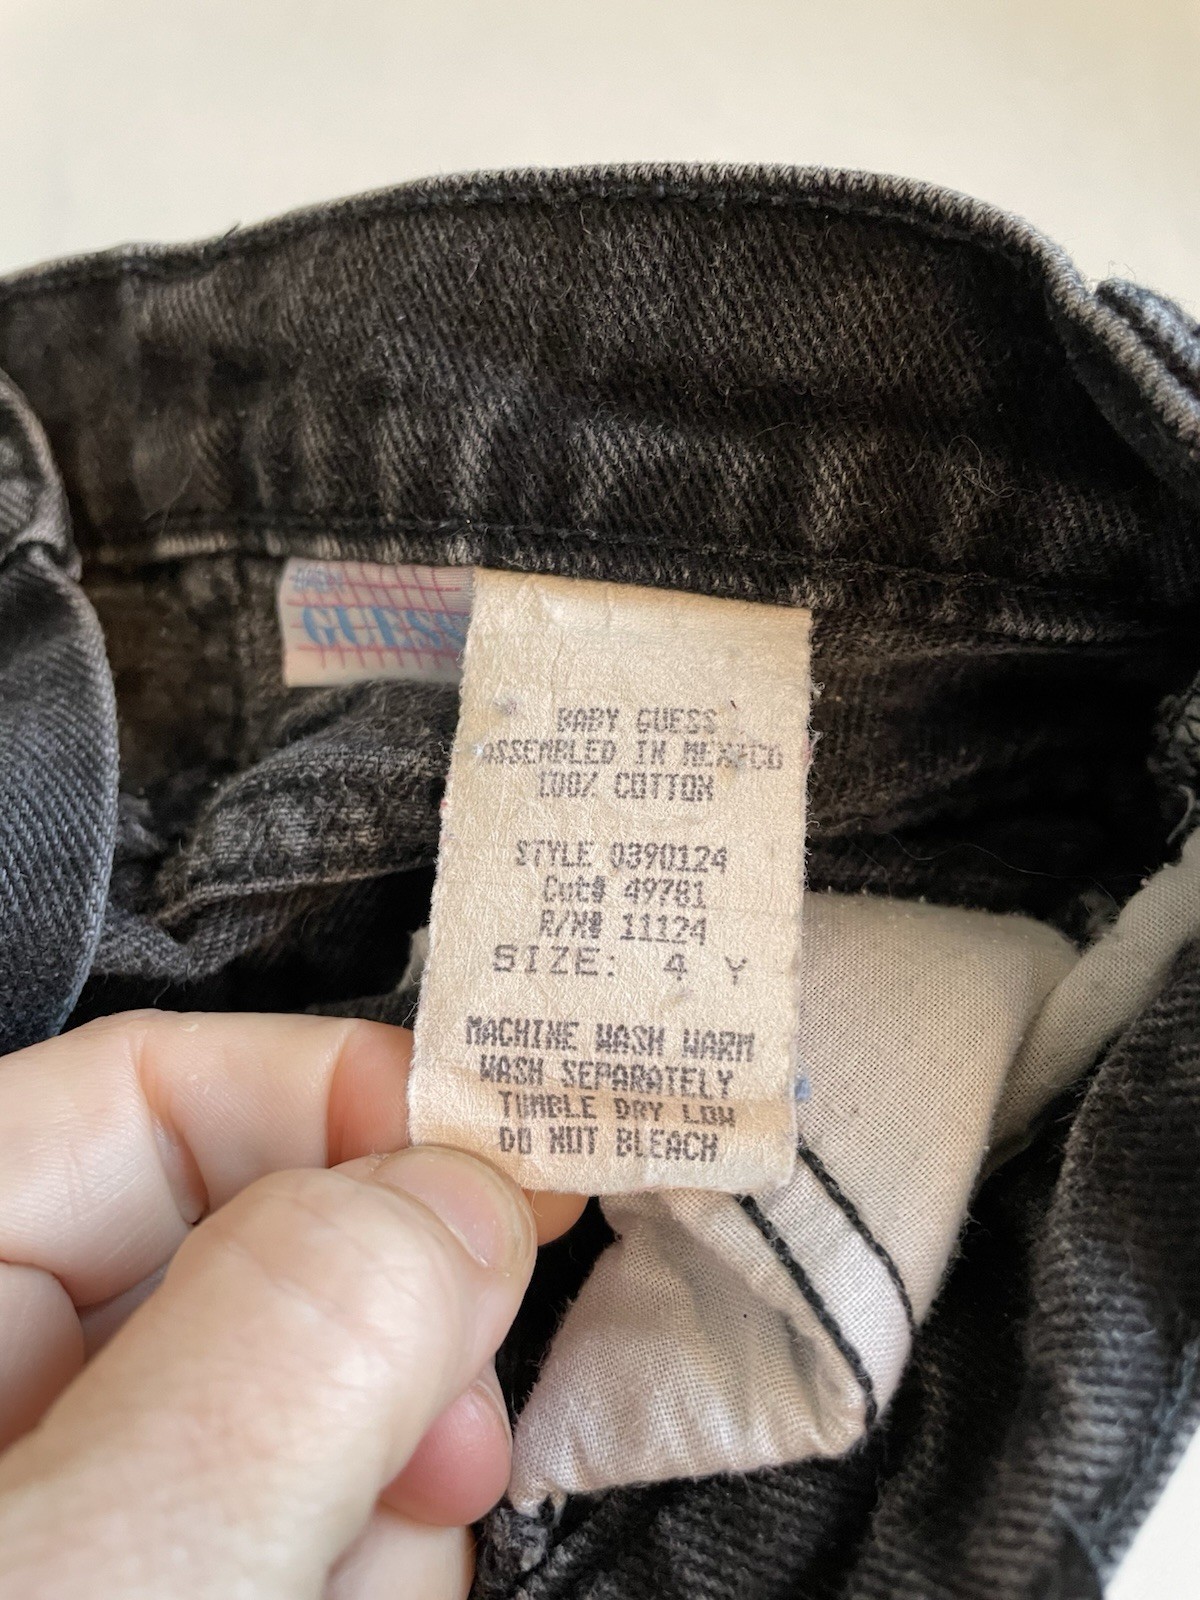 GUESS
BABY GUESS
ASSEMBLED IN MEXICO
100% COTTON
STYLE 0390124
Cut# 49781
R/N# 11124
SIZE: 4 Y
MACHINE WASH WARM
WASH SEPARATELY
TUMBLE DRY LOW
DO NOT BLEACH